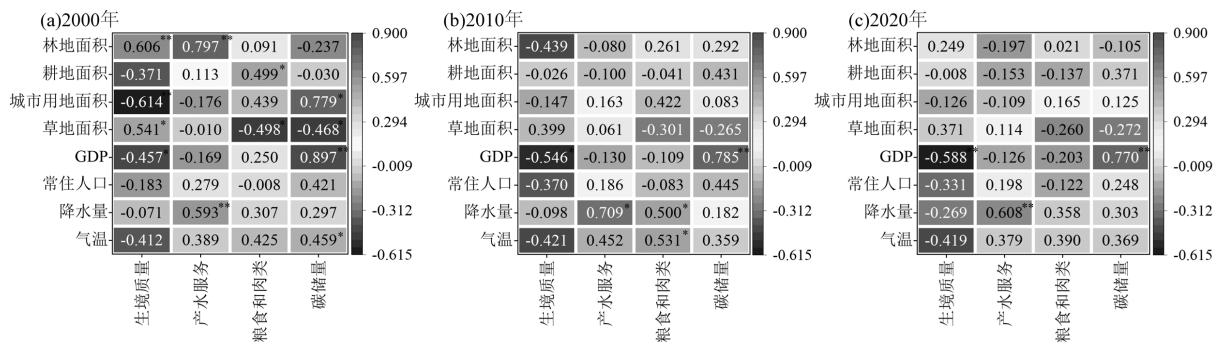 (a)2000年
林地面积 0.606** 0.797** 0.091 -0.237
耕地面积 -0.371 0.113 0.499* -0.030
城市用地面积 -0.614** -0.176 0.439 0.779*
草地面积 0.541* -0.010 -0.498* -0.468*
GDP -0.457* -0.169 0.250 0.897**
常住人口 -0.183 0.279 -0.008 0.421
降水量 -0.071 0.593** 0.307 0.297
气温 -0.412 0.389 0.425 0.459*
生境质量 产水服务 粮食和肉类 碳储量
0.900
0.597
0.294
-0.009
-0.312
-0.615
(b)2010年
林地面积 -0.439 -0.080 0.261 0.292
耕地面积 -0.026 -0.100 -0.041 0.431
城市用地面积 -0.147 0.163 0.422 0.083
草地面积 0.399 0.061 -0.301 -0.265
GDP -0.546* -0.130 -0.109 0.785**
常住人口 -0.370 0.186 -0.083 0.445
降水量 -0.098 0.709* 0.500* 0.182
气温 -0.421 0.452 0.531* 0.359
生境质量 产水服务 粮食和肉类 碳储量
0.900
0.597
0.294
-0.009
-0.312
-0.615
(c)2020年
林地面积 0.249 -0.197 0.021 -0.105
耕地面积 -0.008 -0.153 -0.137 0.371
城市用地面积 -0.126 -0.109 0.165 0.125
草地面积 0.371 0.114 -0.260 -0.272
GDP -0.588* -0.126 -0.203 0.770**
常住人口 -0.331 0.198 -0.122 0.248
降水量 -0.269 0.608** 0.358 0.303
气温 -0.419 0.379 0.390 0.369
生境质量 产水服务 粮食和肉类 碳储量
0.900
0.597
0.294
-0.009
-0.312
-0.615